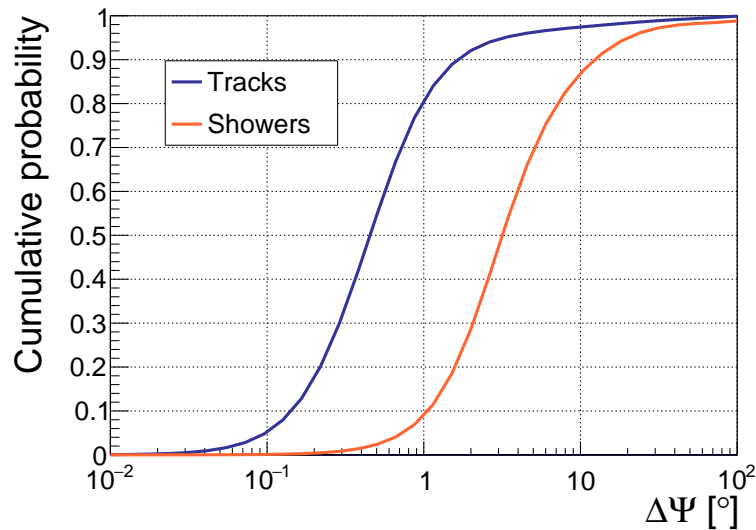 Cumulative probability
1
0.9
0.8
0.7
0.6
0.5
0.4
0.3
0.2
0.1
0
Tracks
Showers
10⁻² 10⁻¹ 1 10 10²
ΔΨ [°]